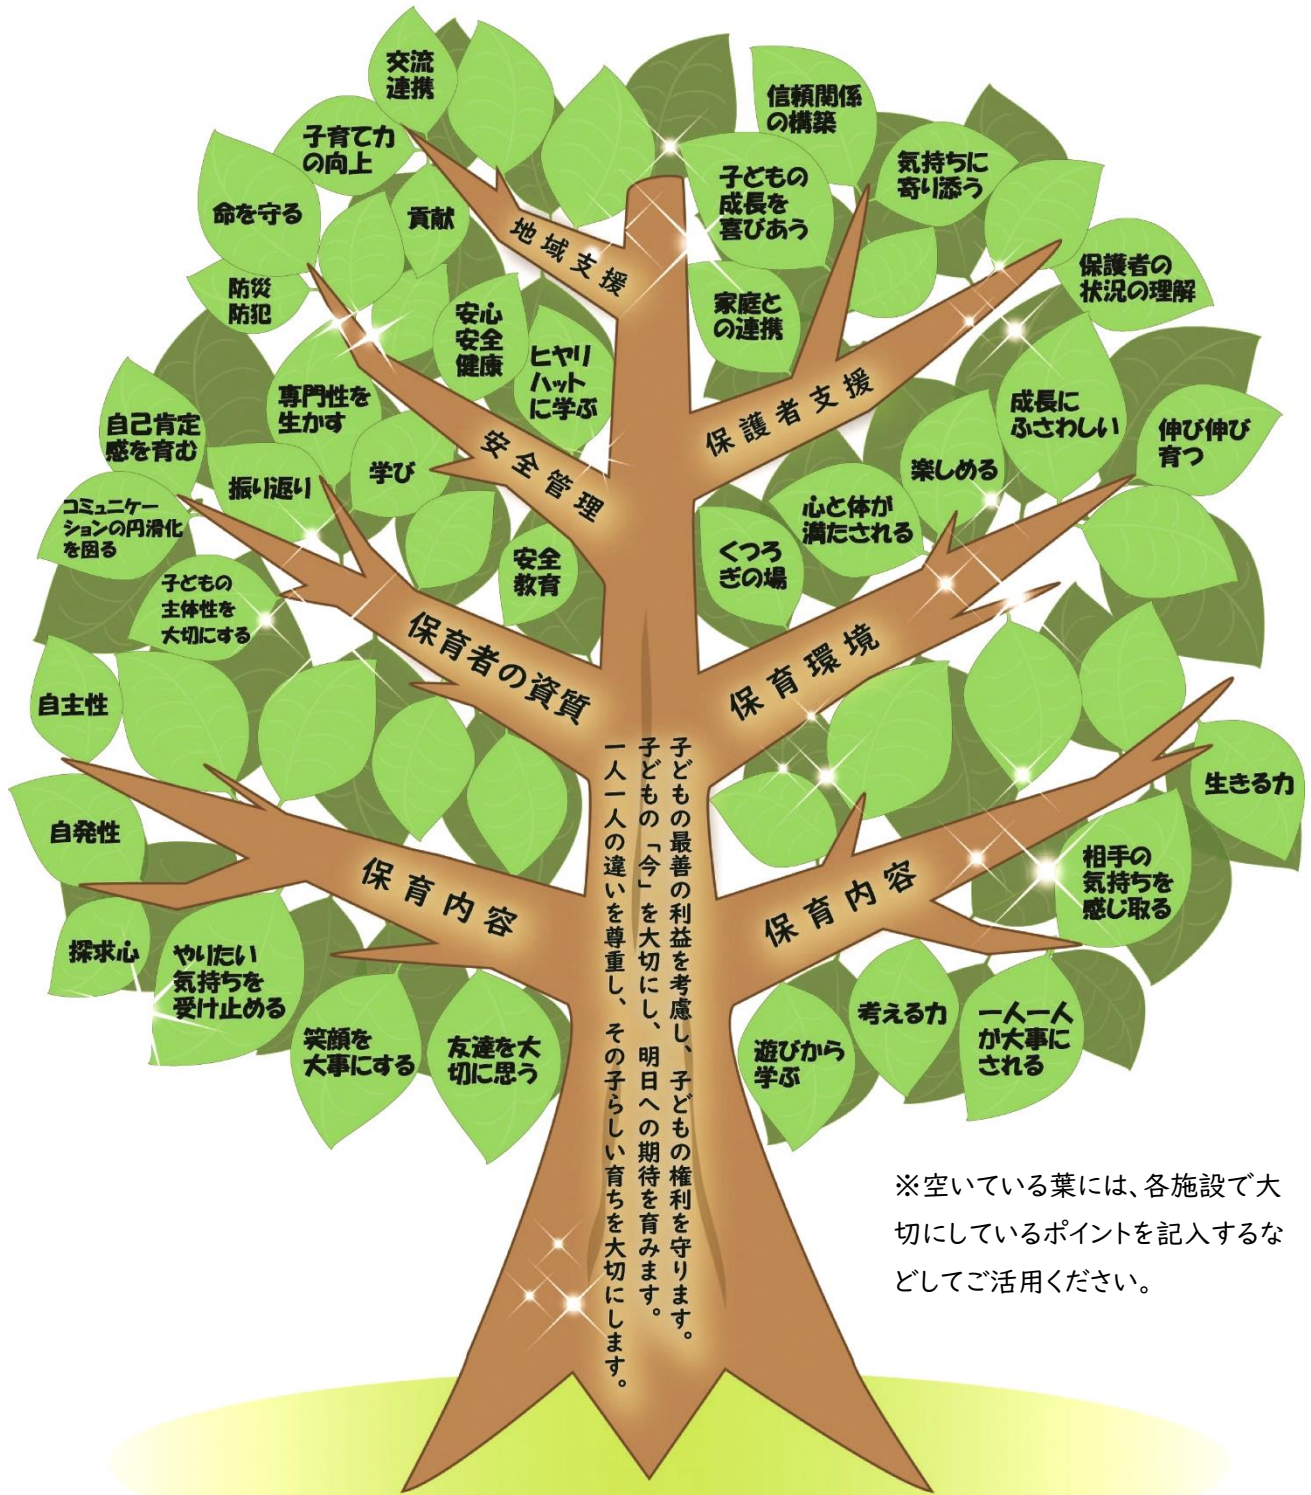 交流
連携
子育て力
の向上
命を守る
貢献
防災
防犯
地域支援
信頼関係
の構築
子どもの
成長を
喜びあう
気持ちに
寄り添う
家庭と
の連携
保護者の
状況の理解
保護者支援
安心
安全
健康
ヒヤリ
ハット
に学ぶ
専門性を
生かす
安全管理
自己肯定
感を育む
振り返り
学び
安全
教育
コミュニケー
ションの円滑化
を図る
子どもの
主体性を
大切にする
保育者の資質
成長に
ふさわしい
伸び伸び
育つ
楽しめる
心と体が
満たされる
くつろ
ぎの場
保育環境
自主性
自発性
保育内容
探求心
やりたい
気持ちを
受け止める
笑顔を
大事にする
友達を大
切に思う
生きる力
相手の
気持ちを
感じ取る
保育内容
考える力
一人一人
が大事に
される
遊びから
学ぶ
子どもの最善の利益を考慮し、子どもの権利を守ります。
子どもの「今」を大切にし、明日への期待を育みます。
一人一人の違いを尊重し、その子らしい育ちを大切にします。
※空いている葉には、各施設で大
切にしているポイントを記入するな
どしてご活用ください。